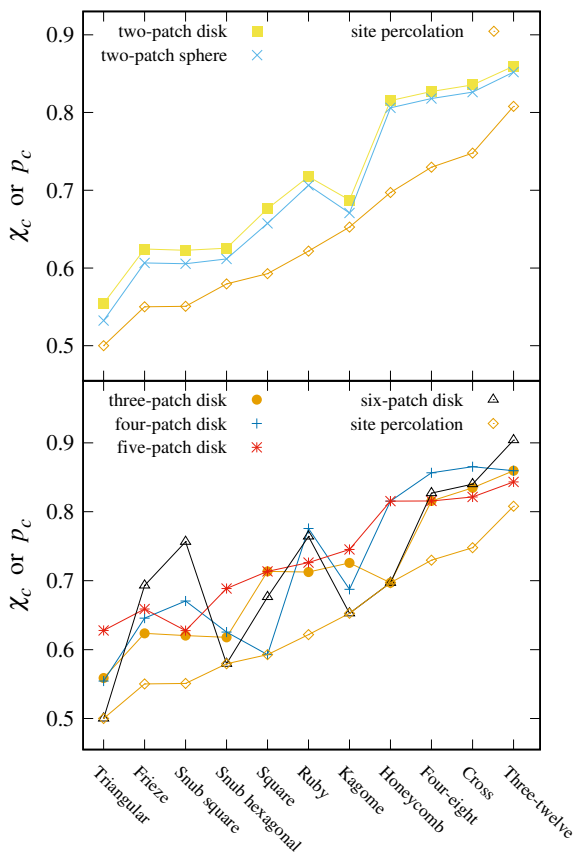 0.9
0.8
0.7
0.6
0.5
χc or pc
two-patch disk
two-patch sphere
site percolation
0.9
0.8
0.7
0.6
0.5
χc or pc
three-patch disk
four-patch disk
five-patch disk
six-patch disk
site percolation
Triangular
Frieze
Snub square
Snub hexagonal
Square
Ruby
Kagome
Honeycomb
Four-eight
Cross
Three-twelve